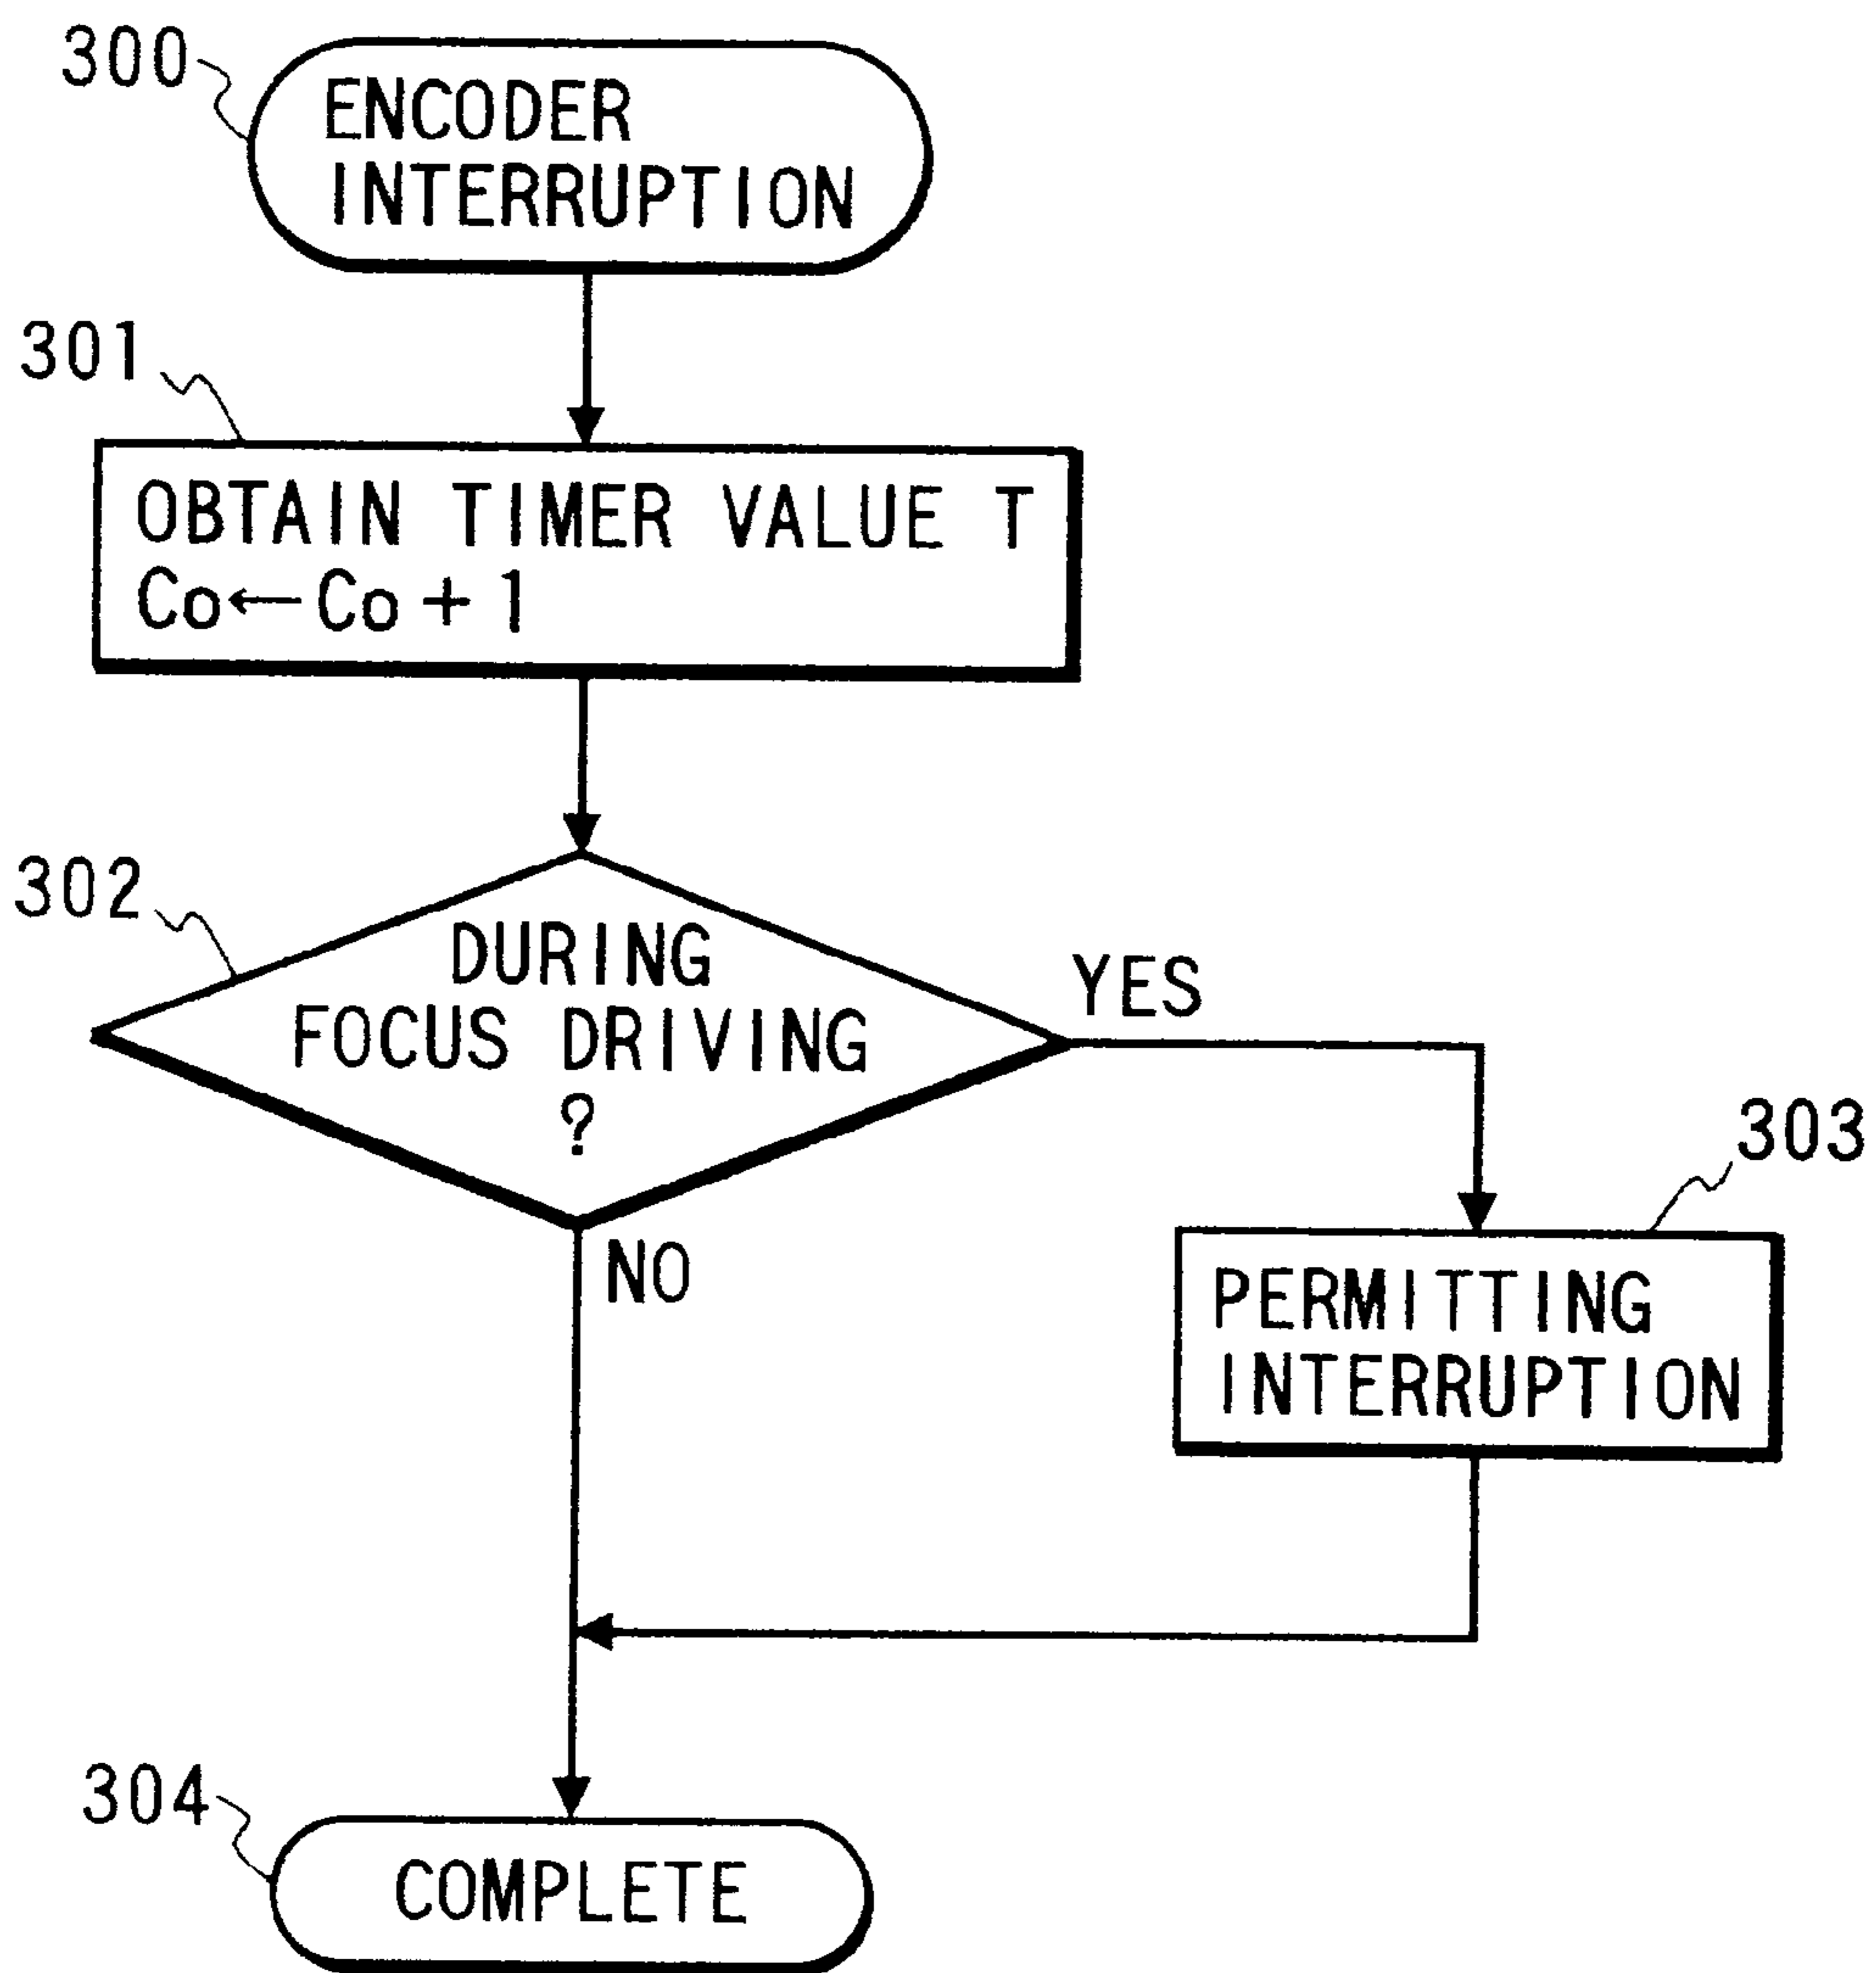 300
ENCODER
INTERRUPTION
301
OBTAIN TIMER VALUE T
Co←Co+1
302
DURING
FOCUS DRIVING
?
YES
NO
303
PERMITTING
INTERRUPTION
304
COMPLETE